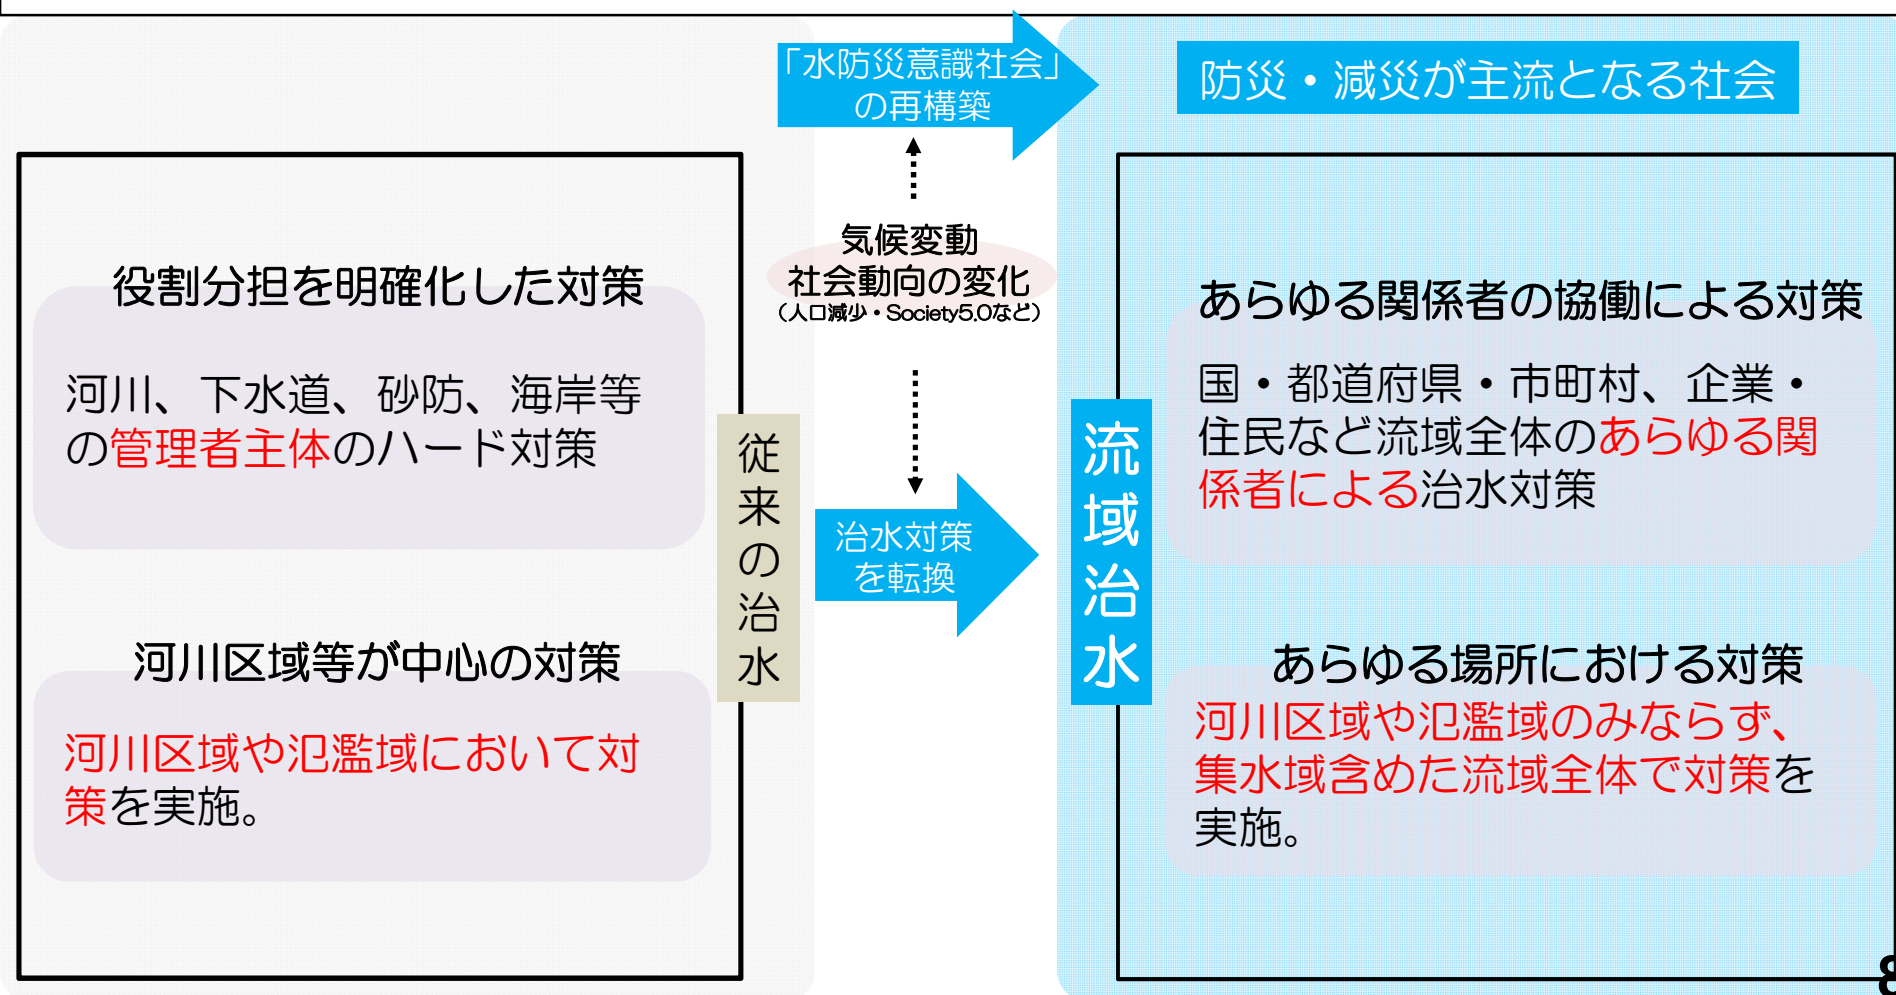 「水防災意識社会」
の再構築
防災・減災が主流となる社会
気候変動
社会動向の変化
(人口減少・Society5.0など)
役割分担を明確化した対策
河川、下水道、砂防、海岸等
の管理者主体のハード対策
河川区域等が中心の対策
河川区域や氾濫域において対
策を実施。
従来の治水
治水対策
を転換
流域治水
あらゆる関係者の協働による対策
国・都道府県・市町村、企業・
住民など流域全体のあらゆる関
係者による治水対策
あらゆる場所における対策
河川区域や氾濫域のみならず、
集水域含めた流域全体で対策を
実施。